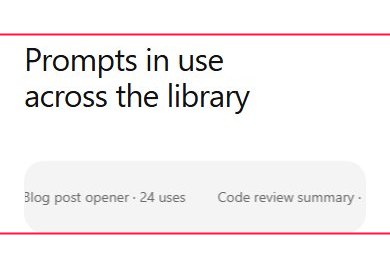 Prompts in use
across the library
Blog post opener · 24 uses Code review summary ·